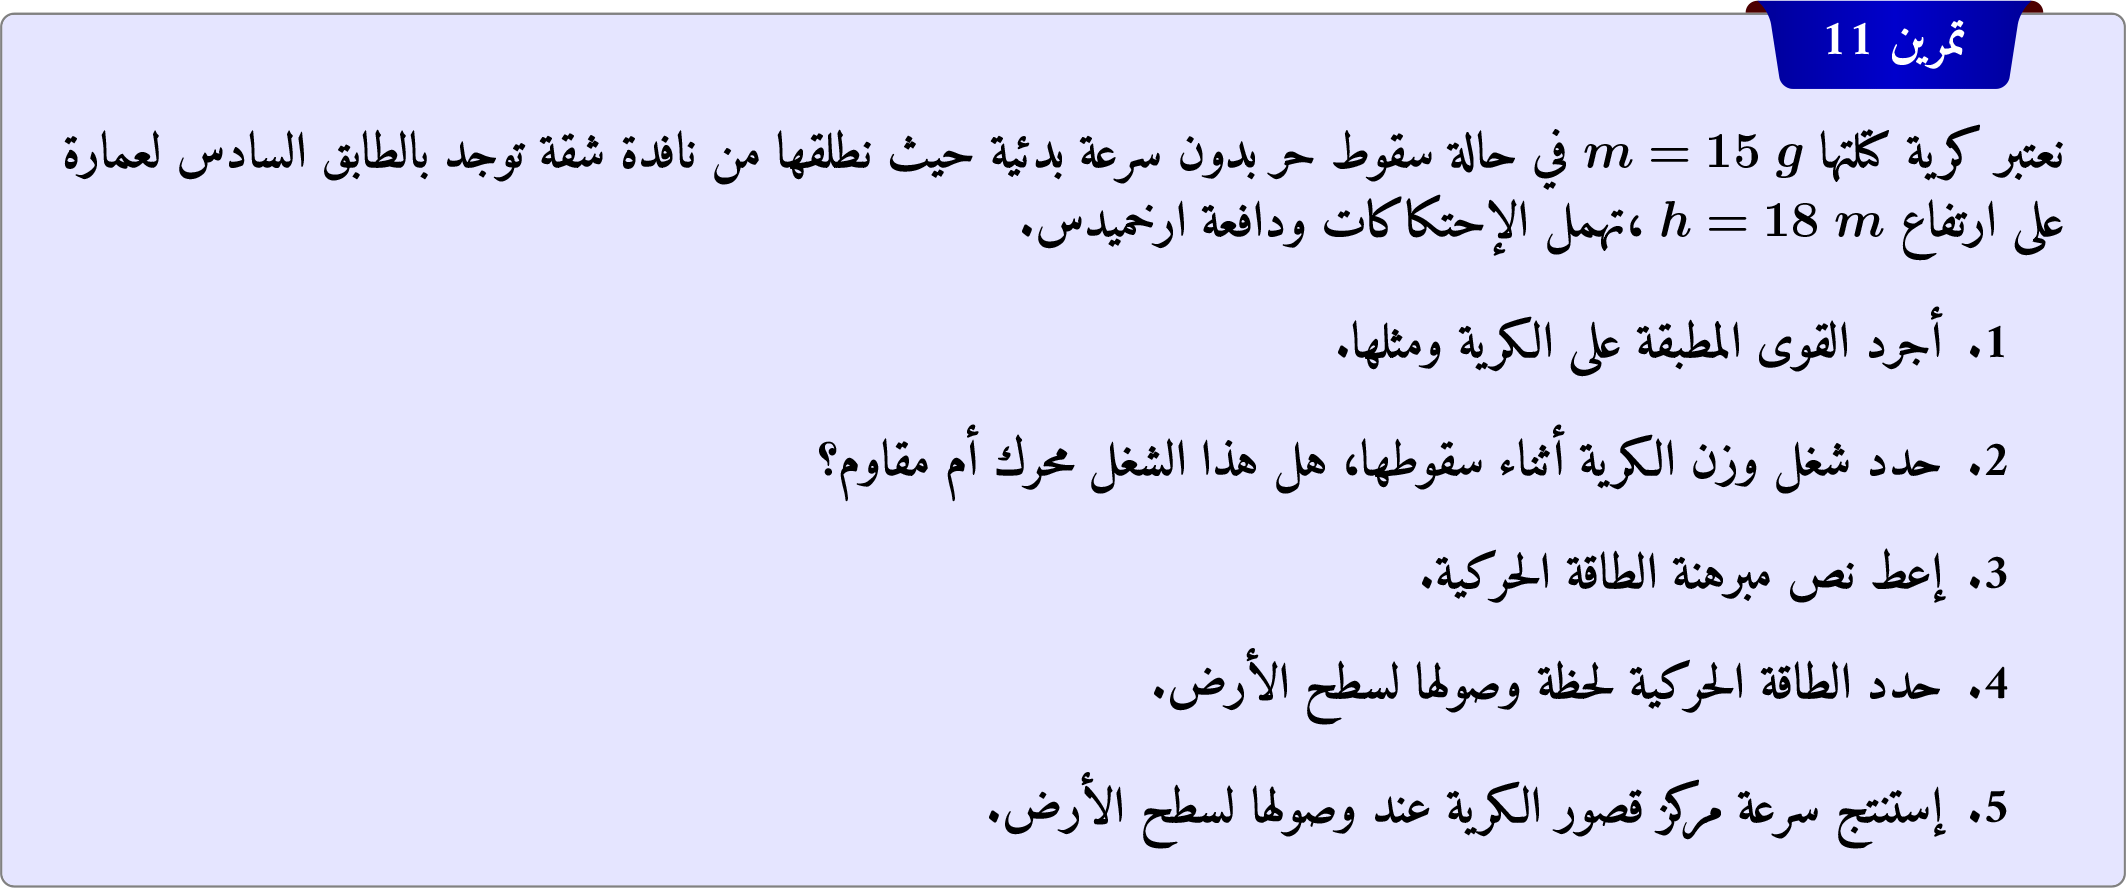 تمرين 11
نعتبر كرية كتلتها m = 15 g في حالة سقوط حر بدون سرعة بدئية حيث نطلقها من نافدة شقة توجد بالطابق السادس لعمارة
على ارتفاع h = 18 m ،تهمل الإحتكاكات ودافعة ارخميدس.
1. أجرد القوى المطبقة على الكرية ومثلها.
2. حدد شغل وزن الكرية أثناء سقوطها، هل هذا الشغل محرك أم مقاوم؟
3. إعط نص مبرهنة الطاقة الحركية.
4. حدد الطاقة الحركية لحظة وصولها لسطح الأرض.
5. إستنتج سرعة مركز قصور الكرية عند وصولها لسطح الأرض.